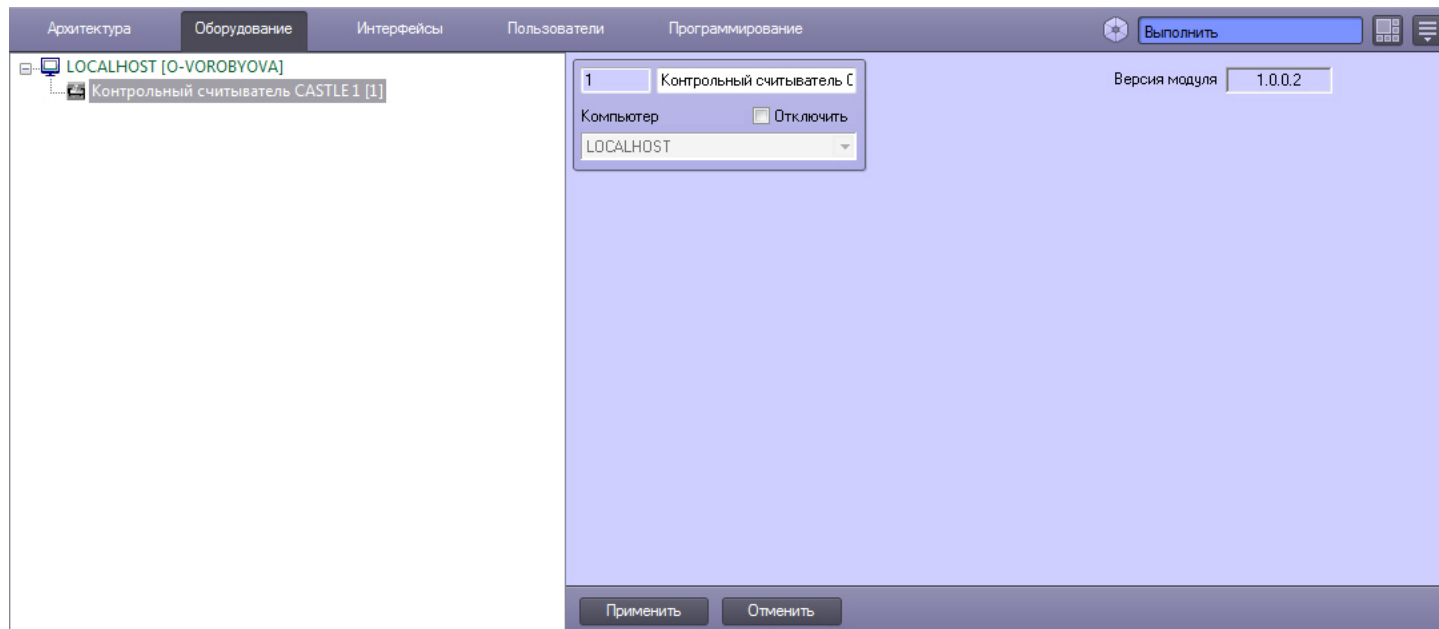 Архитектура Оборудование Интерфейсы Пользователи Программирование Выполнить
LOCALHOST [O-VOROBYOVA]
Контрольный считыватель CASTLE 1 [1]
1 Контрольный считыватель С
Версия модуля 1.0.0.2
Компьютер Отключить
LOCALHOST
Применить Отменить